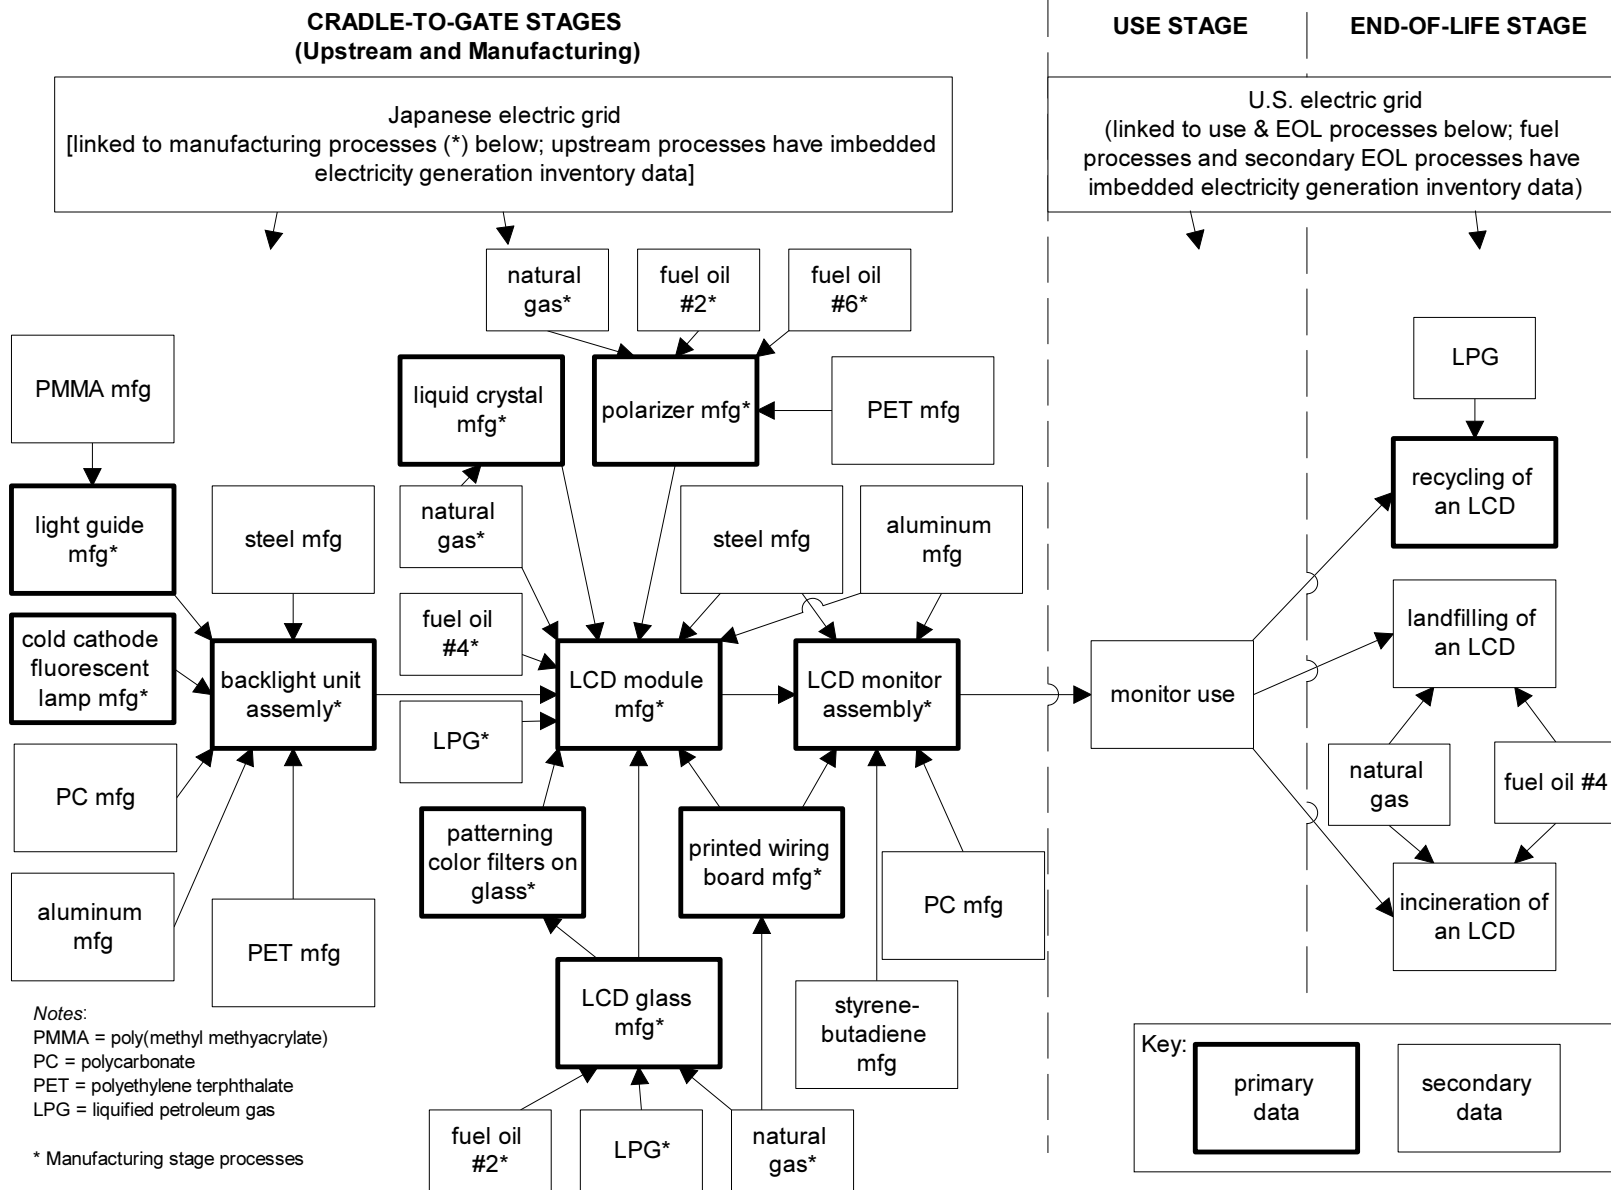 CRADLE-TO-GATE STAGES
(Upstream and Manufacturing)
USE STAGE
END-OF-LIFE STAGE
Japanese electric grid
[linked to manufacturing processes (*) below; upstream processes have imbedded
electricity generation inventory data]
U.S. electric grid
(linked to use & EOL processes below; fuel
processes and secondary EOL processes have
imbedded electricity generation inventory data)
natural
gas*
fuel oil
#2*
fuel oil
#6*
PMMA mfg
liquid crystal
mfg*
polarizer mfg*
PET mfg
LPG
light guide
mfg*
steel mfg
natural
gas*
steel mfg
aluminum
mfg
recycling of
an LCD
cold cathode
fluorescent
lamp mfg*
backlight unit
assemly*
fuel oil
#4*
LCD module
mfg*
LCD monitor
assembly*
monitor use
landfilling of
an LCD
LPG*
PC mfg
natural
gas
fuel oil #4
patterning
color filters on
glass*
printed wiring
board mfg*
PC mfg
aluminum
mfg
PET mfg
incineration of
an LCD
LCD glass
mfg*
styrene-
butadiene
mfg
Notes:
PMMA = poly(methyl methyacrylate)
PC = polycarbonate
PET = polyethylene terphthalate
LPG = liquified petroleum gas
* Manufacturing stage processes
fuel oil
#2*
LPG*
natural
gas*
Key:
primary
data
secondary
data